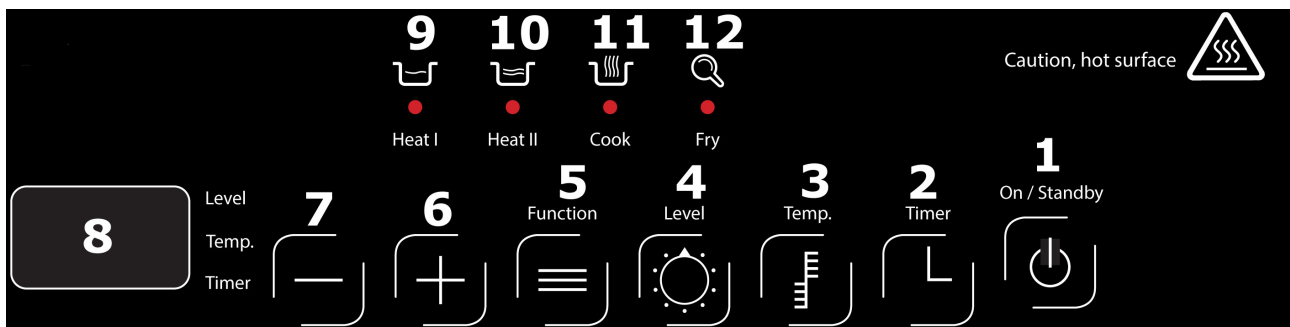 9 10 11 12
Caution, hot surface
Heat I Heat II Cook Fry
1
On / Standby
7 6 5 4 3 2
Level
Function Level Temp. Timer
8
Temp.
Timer